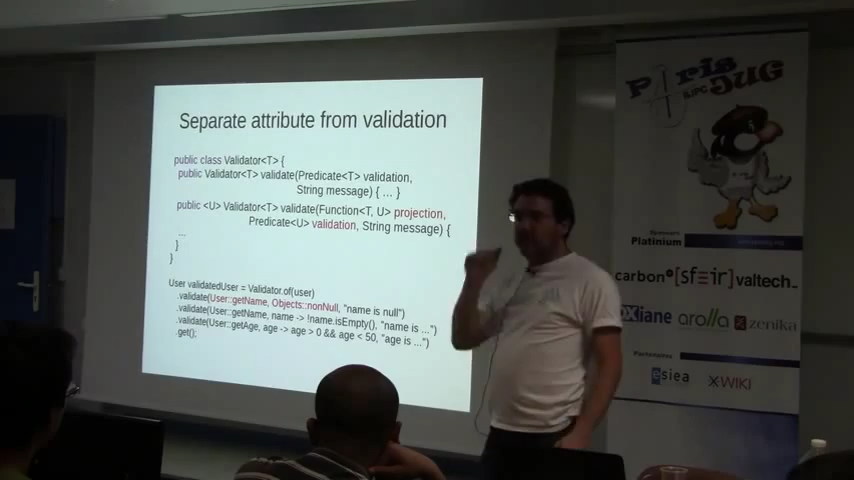 Separate attribute from validation
public class Validator<T> {
public Validator<T> validate(Predicate<T> validation,
String message) { ... }
public <U> Validator<T> validate(Function<T, U> projection,
Predicate<U> validation, String message) {
...
}
}
User validatedUser = Validator.of(user)
.validate(User::getName, Objects::nonNull, "name is null")
.validate(User::getName, name -> !name.isEmpty(), "name is ...")
.validate(User::getAge, age -> age > 0 && age < 50, "age is ...")
.get();
Paris JUG
Sponsors
Platinium
carbon [sfeir] valtech_
oxiane arolla zenika
Partenaires
esiea XWIKI